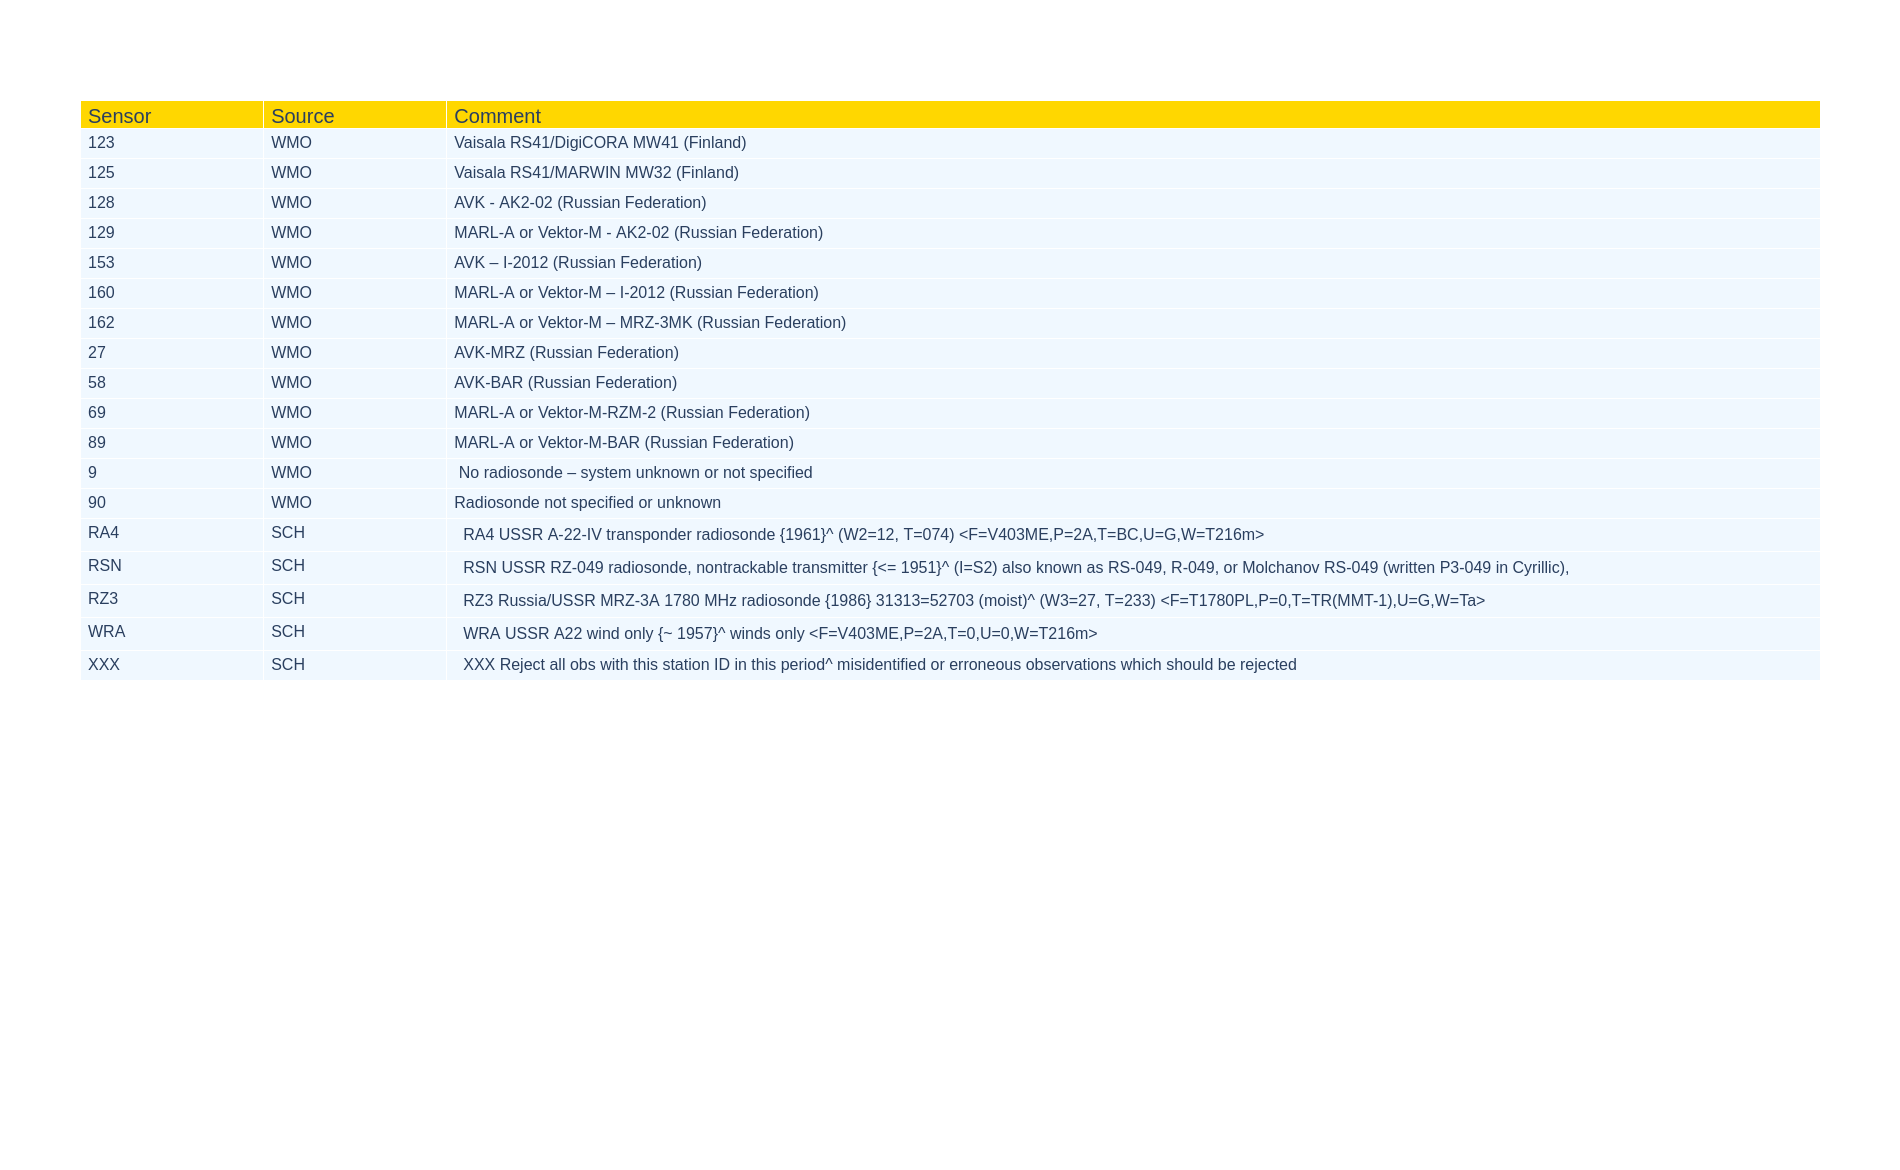 Sensor Source Comment
123 WMO Vaisala RS41/DigiCORA MW41 (Finland)
125 WMO Vaisala RS41/MARWIN MW32 (Finland)
128 WMO AVK - AK2-02 (Russian Federation)
129 WMO MARL-A or Vektor-M - AK2-02 (Russian Federation)
153 WMO AVK – I-2012 (Russian Federation)
160 WMO MARL-A or Vektor-M – I-2012 (Russian Federation)
162 WMO MARL-A or Vektor-M – MRZ-3MK (Russian Federation)
27 WMO AVK-MRZ (Russian Federation)
58 WMO AVK-BAR (Russian Federation)
69 WMO MARL-A or Vektor-M-RZM-2 (Russian Federation)
89 WMO MARL-A or Vektor-M-BAR (Russian Federation)
9 WMO No radiosonde – system unknown or not specified
90 WMO Radiosonde not specified or unknown
RA4 SCH RA4 USSR A-22-IV transponder radiosonde {1961}^ (W2=12, T=074) <F=V403ME,P=2A,T=BC,U=G,W=T216m>
RSN SCH RSN USSR RZ-049 radiosonde, nontrackable transmitter {<= 1951}^ (I=S2) also known as RS-049, R-049, or Molchanov RS-049 (written P3-049 in Cyrillic),
RZ3 SCH RZ3 Russia/USSR MRZ-3A 1780 MHz radiosonde {1986} 31313=52703 (moist)^ (W3=27, T=233) <F=T1780PL,P=0,T=TR(MMT-1),U=G,W=Ta>
WRA SCH WRA USSR A22 wind only {~ 1957}^ winds only <F=V403ME,P=2A,T=0,U=0,W=T216m>
XXX SCH XXX Reject all obs with this station ID in this period^ misidentified or erroneous observations which should be rejected